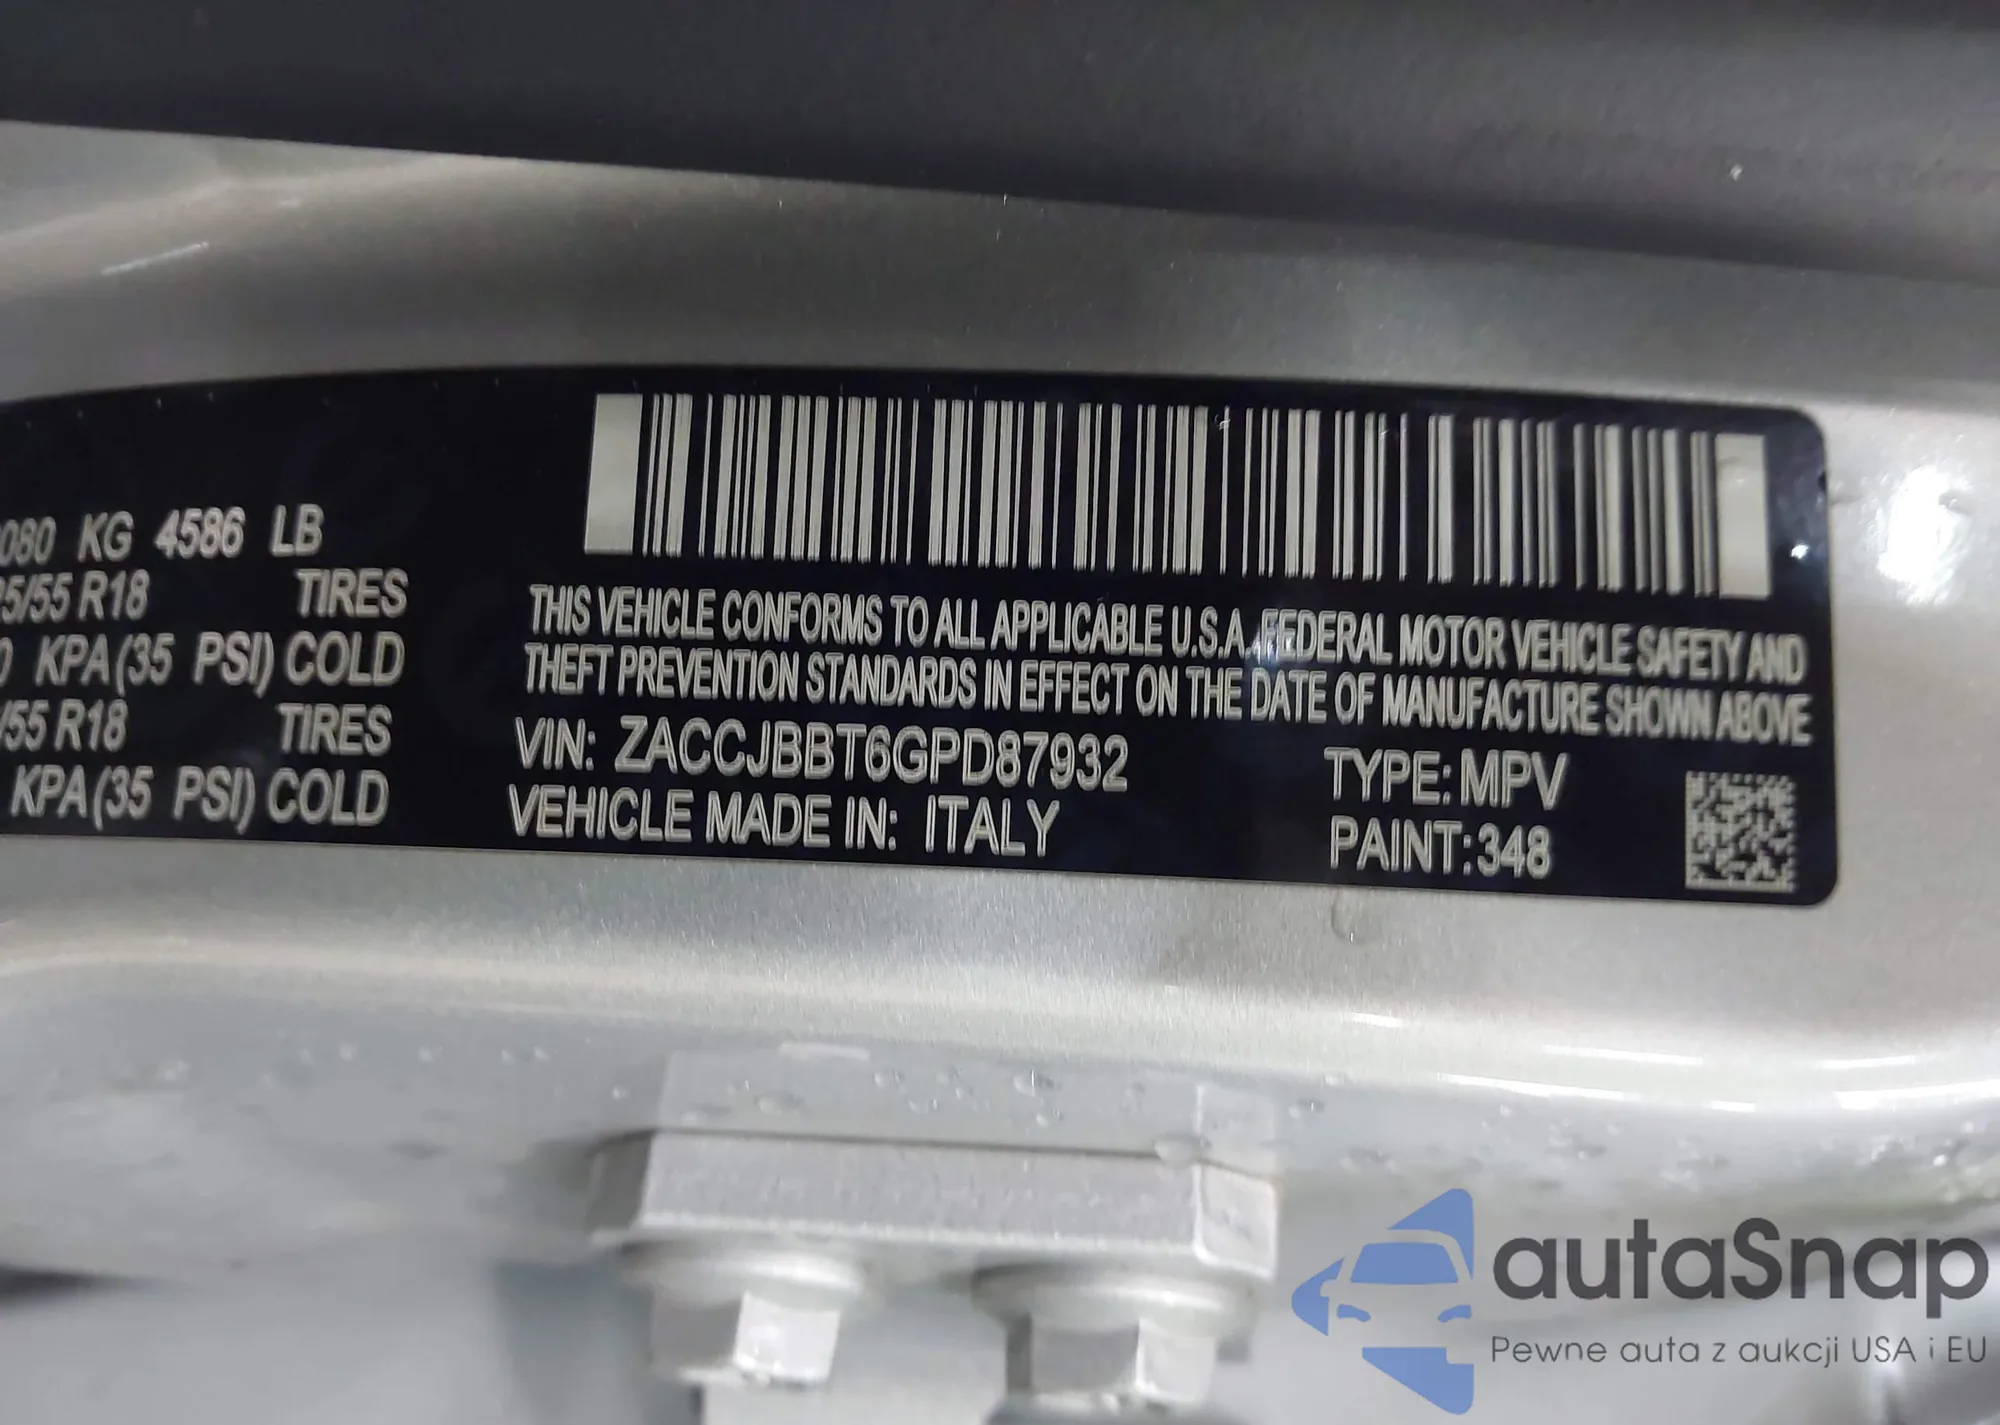 080 KG 4586 LB
5/55 R18 TIRES
0 KPA(35 PSI) COLD
/55 R18 TIRES
KPA(35 PSI) COLD
THIS VEHICLE CONFORMS TO ALL APPLICABLE U.S.A. FEDERAL MOTOR VEHICLE SAFETY AND
THEFT PREVENTION STANDARDS IN EFFECT ON THE DATE OF MANUFACTURE SHOWN ABOVE
VIN: ZACCJBBT6GPD87932 TYPE: MPV
VEHICLE MADE IN: ITALY PAINT: 348
autaSnap
Pewne auta z aukcji USA i EU